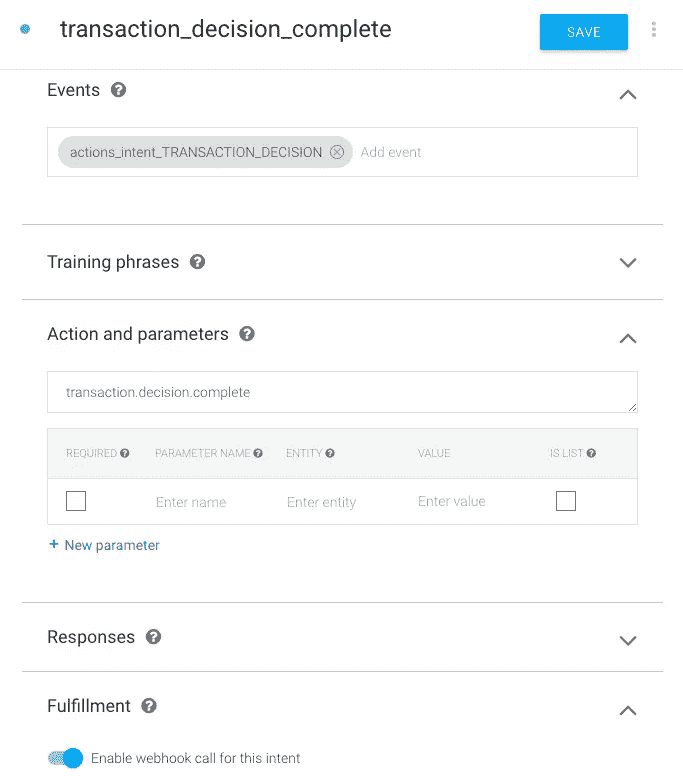 transaction_decision_complete
SAVE
Events
actions_intent_TRANSACTION_DECISION Add event
Training phrases
Action and parameters
transaction.decision.complete
REQUIRED PARAMETER NAME ENTITY VALUE IS LIST
Enter name Enter entity Enter value
+ New parameter
Responses
Fulfillment
Enable webhook call for this intent